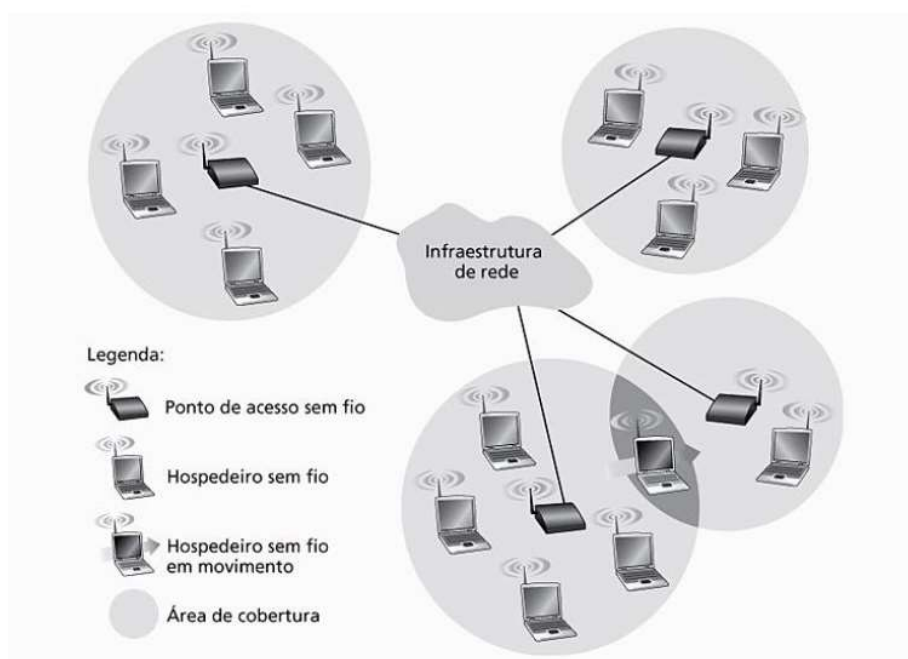 Infraestrutura
de rede
Legenda:
Ponto de acesso sem fio
Hospedeiro sem fio
Hospedeiro sem fio
em movimento
Área de cobertura